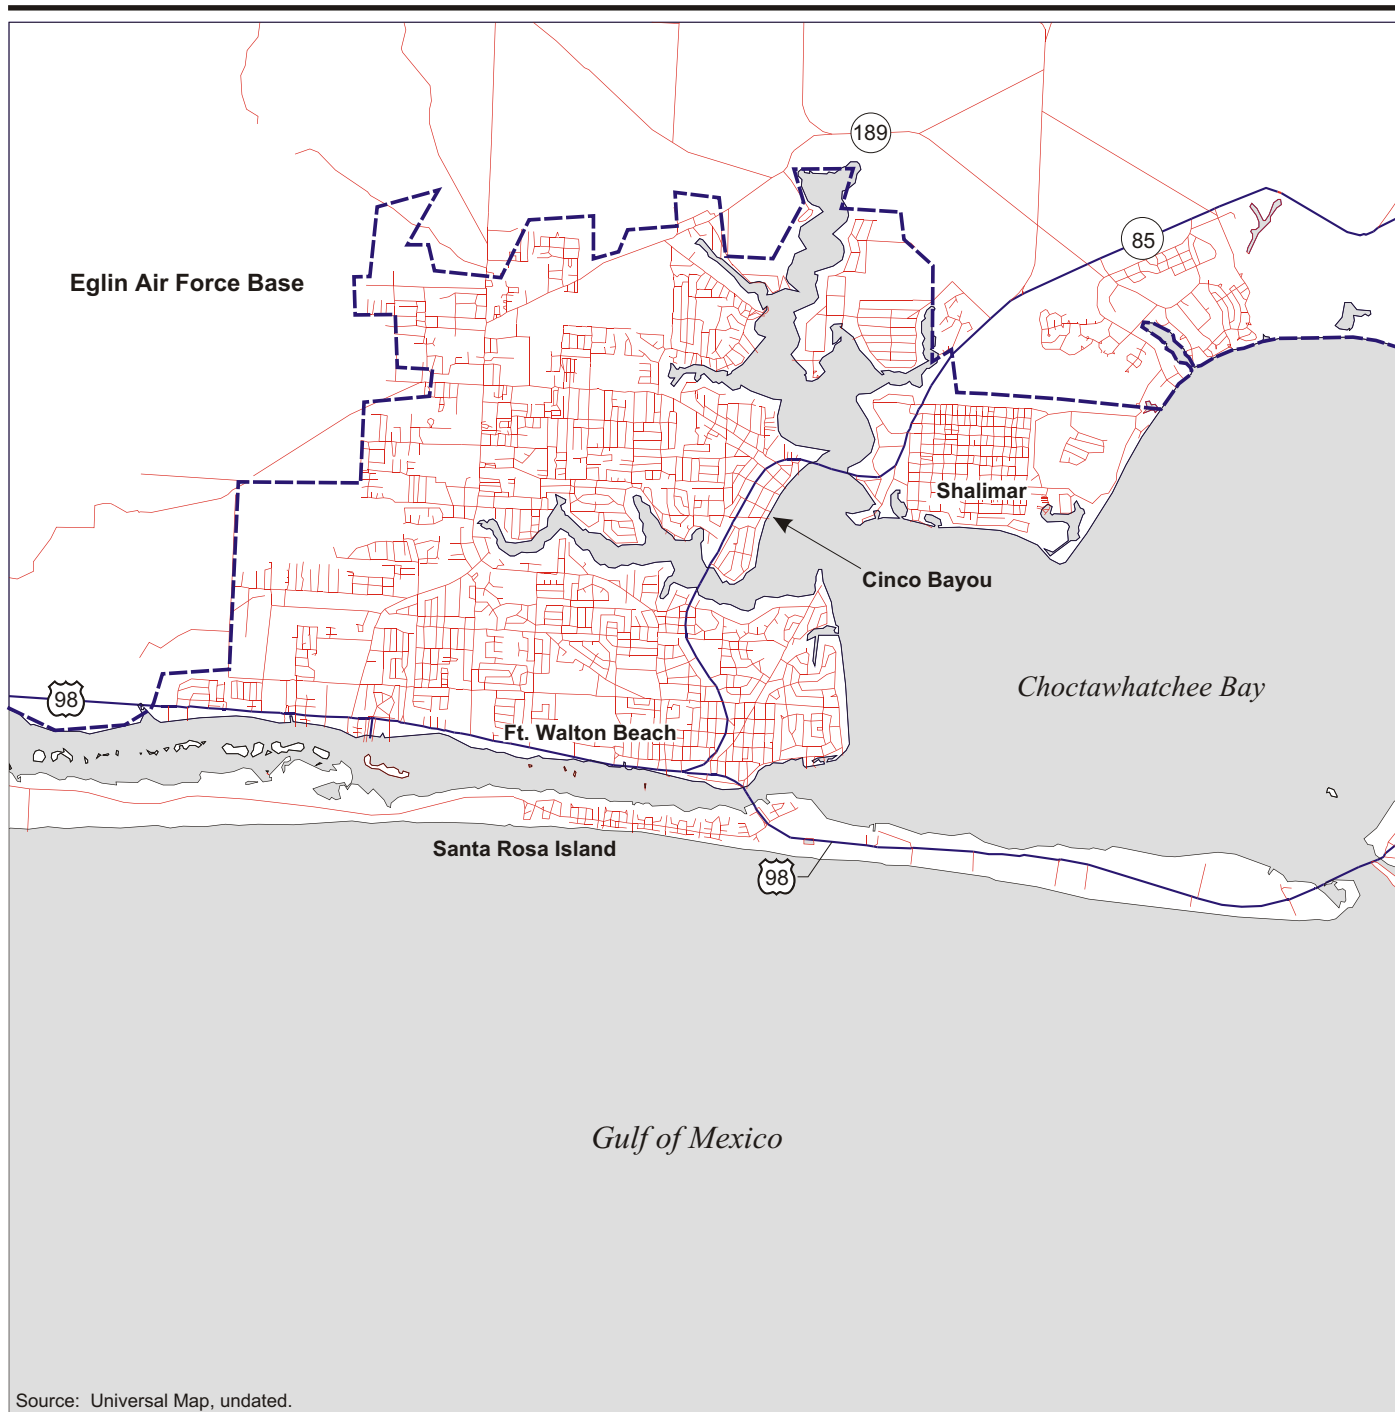 189
85
Eglin Air Force Base
Shalimar
Cinco Bayou
Choctawhatchee Bay
98
Ft. Walton Beach
Santa Rosa Island
98
Gulf of Mexico
Source: Universal Map, undated.